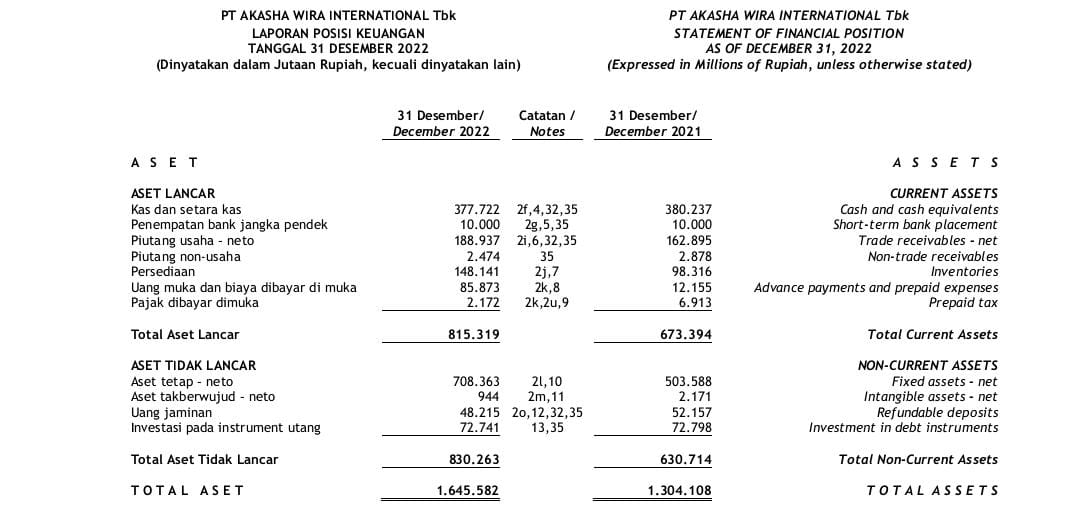 PT AKASHA WIRA INTERNATIONAL Tbk PT AKASHA WIRA INTERNATIONAL Tbk
LAPORAN POSISI KEUANGAN STATEMENT OF FINANCIAL POSITION
TANGGAL 31 DESEMBER 2022 AS OF DECEMBER 31, 2022
(Dinyatakan dalam Jutaan Rupiah, kecuali dinyatakan lain) (Expressed in Millions of Rupiah, unless otherwise stated)
31 Desember/ Catatan / 31 Desember/
December 2022 Notes December 2021
A S E T A S S E T S
ASET LANCAR CURRENT ASSETS
Kas dan setara kas 377.722 2f,4,32,35 380.237 Cash and cash equivalents
Penempatan bank jangka pendek 10.000 2g,5,35 10.000 Short-term bank placement
Piutang usaha - neto 188.937 2i,6,32,35 162.895 Trade receivables - net
Piutang non-usaha 2.474 35 2.878 Non-trade receivables
Persediaan 148.141 2j,7 98.316 Inventories
Uang muka dan biaya dibayar di muka 85.873 2k,8 12.155 Advance payments and prepaid expenses
Pajak dibayar dimuka 2.172 2k,2u,9 6.913 Prepaid tax
Total Aset Lancar 815.319 673.394 Total Current Assets
ASET TIDAK LANCAR NON-CURRENT ASSETS
Aset tetap - neto 708.363 2l,10 503.588 Fixed assets - net
Aset takberwujud - neto 944 2m,11 2.171 Intangible assets - net
Uang jaminan 48.215 2o,12,32,35 52.157 Refundable deposits
Investasi pada instrument utang 72.741 13,35 72.798 Investment in debt instruments
Total Aset Tidak Lancar 830.263 630.714 Total Non-Current Assets
T O T A L A S E T 1.645.582 1.304.108 T O T A L A S S E T S